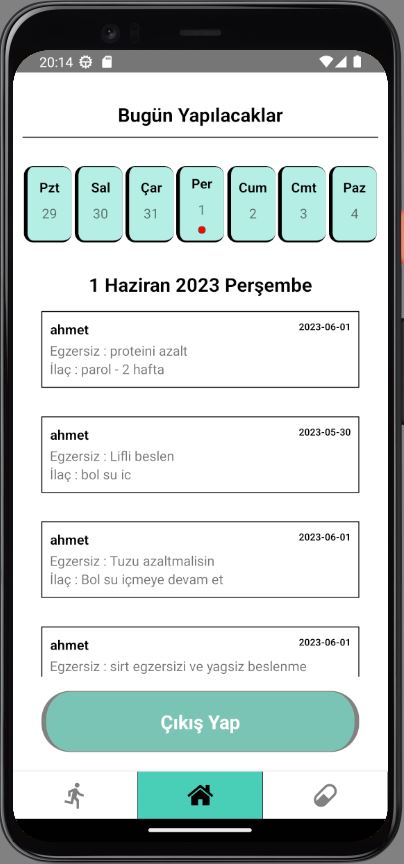 20:14
Bugün Yapılacaklar
Pzt Sal Çar Per Cum Cmt Paz
29 30 31 1 2 3 4
1 Haziran 2023 Perşembe
ahmet 2023-06-01
Egzersiz : proteini azalt
İlaç : parol - 2 hafta
ahmet 2023-05-30
Egzersiz : Lifli beslen
İlaç : bol su ic
ahmet 2023-06-01
Egzersiz : Tuzu azaltmalisin
İlaç : Bol su içmeye devam et
ahmet 2023-06-01
Egzersiz : sirt egzersizi ve yagsiz beslenme
Çıkış Yap